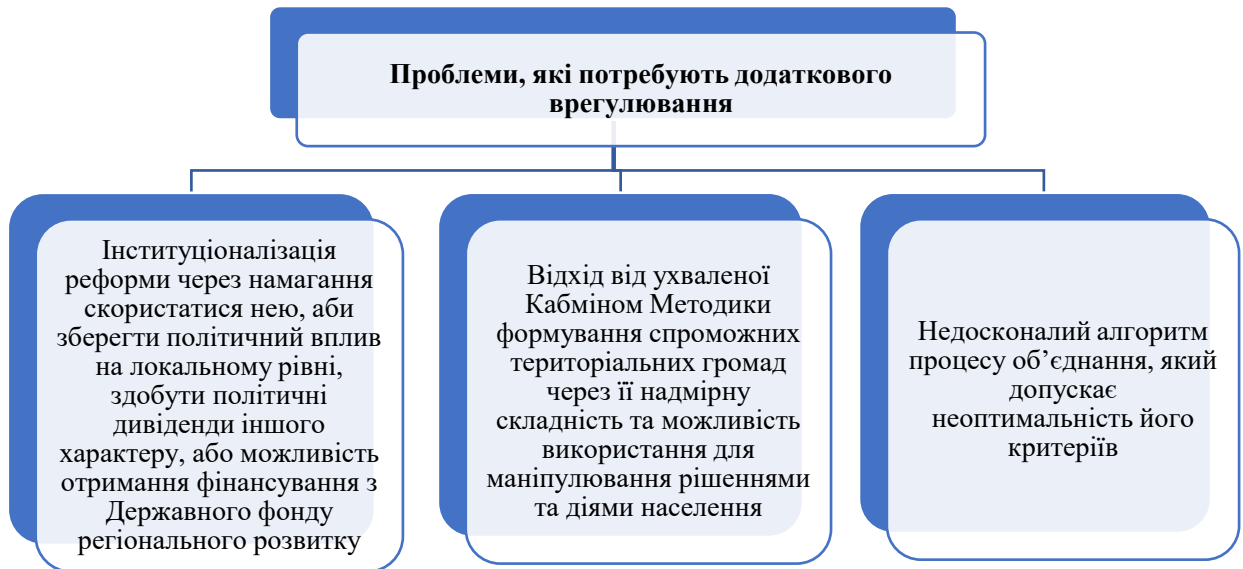 Проблеми, які потребують додаткового
врегулювання
Інституціоналізація
реформи через намагання
скористатися нею, аби
зберегти політичний вплив
на локальному рівні,
здобути політичні
дивіденди іншого
характеру, або можливість
отримання фінансування з
Державного фонду
регіонального розвитку
Відхід від ухваленої
Кабміном Методики
формування спроможних
територіальних громад
через її надмірну
складність та можливість
використання для
маніпулювання рішеннями
та діями населення
Недосконалий алгоритм
процесу об’єднання, який
допускає
неоптимальність його
критеріїв